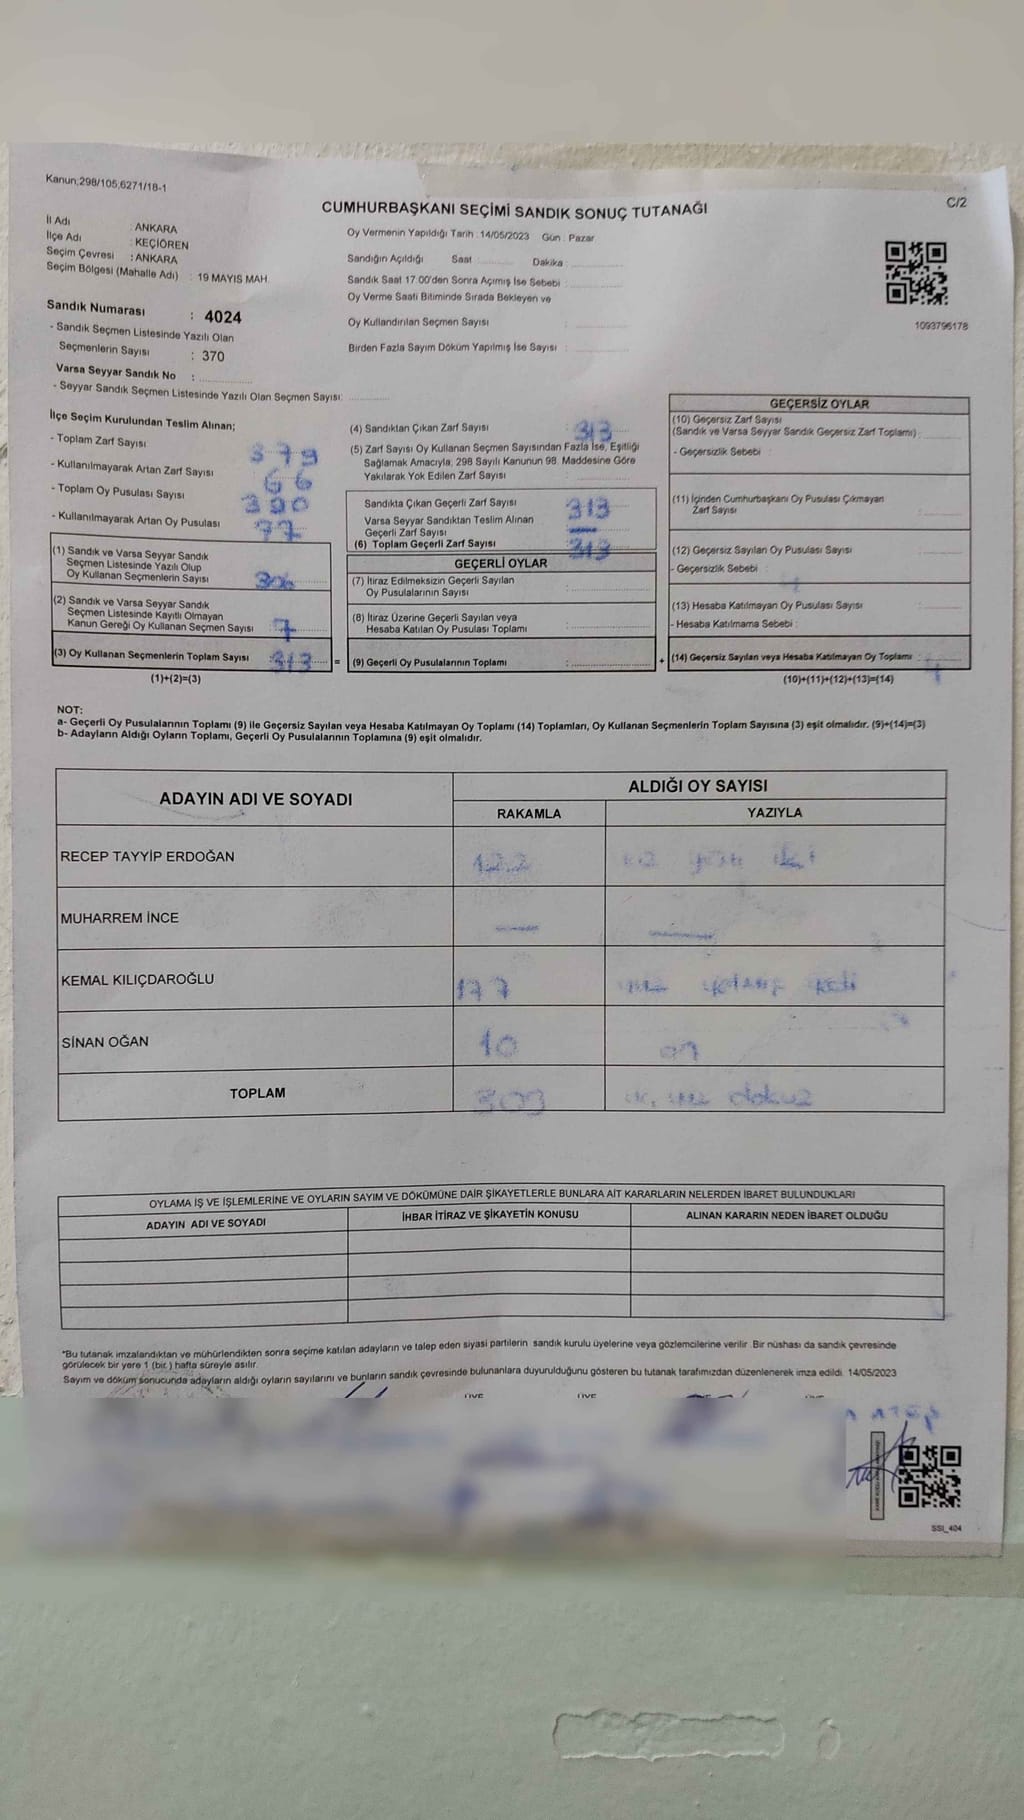 Kanun;298/105,6271/18-1
C/2
CUMHURBAŞKANI SEÇİMİ SANDIK SONUÇ TUTANAĞI
İl Adı : ANKARA
İlçe Adı : KEÇİÖREN
Seçim Çevresi : ANKARA
Seçim Bölgesi (Mahalle Adı) : 19 MAYIS MAH.
Oy Vermenin Yapıldığı Tarih : 14/05/2023 Gün : Pazar
Sandığın Açıldığı Saat Dakika :
Sandık Saat 17:00'den Sonra Açımış İse Sebebi :
Oy Verme Saati Bitiminde Sırada Bekleyen ve
Oy Kullandırılan Seçmen Sayısı :
Birden Fazla Sayım Döküm Yapılmış İse Sayısı :
1093796178
Sandık Numarası : 4024
- Sandık Seçmen Listesinde Yazılı Olan
Seçmenlerin Sayısı : 370
Varsa Seyyar Sandık No :
- Seyyar Sandık Seçmen Listesinde Yazılı Olan Seçmen Sayısı:
İlçe Seçim Kurulundan Teslim Alınan;
- Toplam Zarf Sayısı 379
- Kullanılmayarak Artan Zarf Sayısı 66
- Toplam Oy Pusulası Sayısı
- Kullanılmayarak Artan Oy Pusulası 77
(1) Sandık ve Varsa Seyyar Sandık
Seçmen Listesinde Yazılı Olup
Oy Kullanan Seçmenlerin Sayısı 306
(2) Sandık ve Varsa Seyyar Sandık
Seçmen Listesinde Kayıtlı Olmayan
Kanun Gereği Oy Kullanan Seçmen Sayısı 7
(3) Oy Kullanan Seçmenlerin Toplam Sayısı : 313 =
(1)+(2)=(3)
(4) Sandıktan Çıkan Zarf Sayısı 313
(5) Zarf Sayısı Oy Kullanan Seçmen Sayısından Fazla İse, Eşitliği
Sağlamak Amacıyla, 298 Sayılı Kanunun 98. Maddesine Göre
Yakılarak Yok Edilen Zarf Sayısı :
Sandıkta Çıkan Geçerli Zarf Sayısı 313
Varsa Seyyar Sandıktan Teslim Alınan
Geçerli Zarf Sayısı
(6) Toplam Geçerli Zarf Sayısı 313
GEÇERLİ OYLAR
(7) İtiraz Edilmeksizin Geçerli Sayılan
Oy Pusulalarının Sayısı :
(8) İtiraz Üzerine Geçerli Sayılan veya
Hesaba Katılan Oy Pusulası Toplamı :
(9) Geçerli Oy Pusulalarının Toplamı : +
GEÇERSİZ OYLAR
(10) Geçersiz Zarf Sayısı
(Sandık ve Varsa Seyyar Sandık Geçersiz Zarf Toplamı) :
- Geçersizlik Sebebi :
(11) İçinden Cumhurbaşkanı Oy Pusulası Çıkmayan
Zarf Sayısı :
(12) Geçersiz Sayılan Oy Pusulası Sayısı :
- Geçersizlik Sebebi :
(13) Hesaba Katılmayan Oy Pusulası Sayısı :
- Hesaba Katılmama Sebebi :
(14) Geçersiz Sayılan veya Hesaba Katılmayan Oy Toplamı : 4
(10)+(11)+(12)+(13)=(14)
NOT:
a- Geçerli Oy Pusulalarının Toplamı (9) ile Geçersiz Sayılan veya Hesaba Katılmayan Oy Toplamı (14) Toplamları, Oy Kullanan Seçmenlerin Toplam Sayısına (3) eşit olmalıdır. (9)+(14)=(3)
b- Adayların Aldığı Oyların Toplamı, Geçerli Oy Pusulalarının Toplamına (9) eşit olmalıdır.
ADAYIN ADI VE SOYADI
ALDIĞI OY SAYISI
RAKAMLA YAZIYLA
RECEP TAYYİP ERDOĞAN 122 iki
MUHARREM İNCE
KEMAL KILIÇDAROĞLU 177 yüz yetmiş yedi
SİNAN OĞAN 10 on
TOPLAM dokuz
OYLAMA İŞ VE İŞLEMLERİNE VE OYLARIN SAYIM VE DÖKÜMÜNE DAİR ŞİKAYETLERLE BUNLARA AİT KARARLARIN NELERDEN İBARET BULUNDUKLARI
ADAYIN ADI VE SOYADI İHBAR İTİRAZ VE ŞİKAYETİN KONUSU ALINAN KARARIN NEDEN İBARET OLDUĞU
*Bu tutanak imzalandıktan ve mühürlendikten sonra seçime katılan adayların ve talep eden siyasi partilerin sandık kurulu üyelerine veya gözlemcilerine verilir. Bir nüshası da sandık çevresinde
görülecek bir yere 1 (bir) hafta süreyle asılır.
Sayım ve döküm sonucunda adayların aldığı oyların sayılarını ve bunların sandık çevresinde bulunanlara duyurulduğunu gösteren bu tutanak tarafımızdan düzenlenerek imza edildi. 14/05/2023
ÜYE ÜYE ÜYE
SSI_404